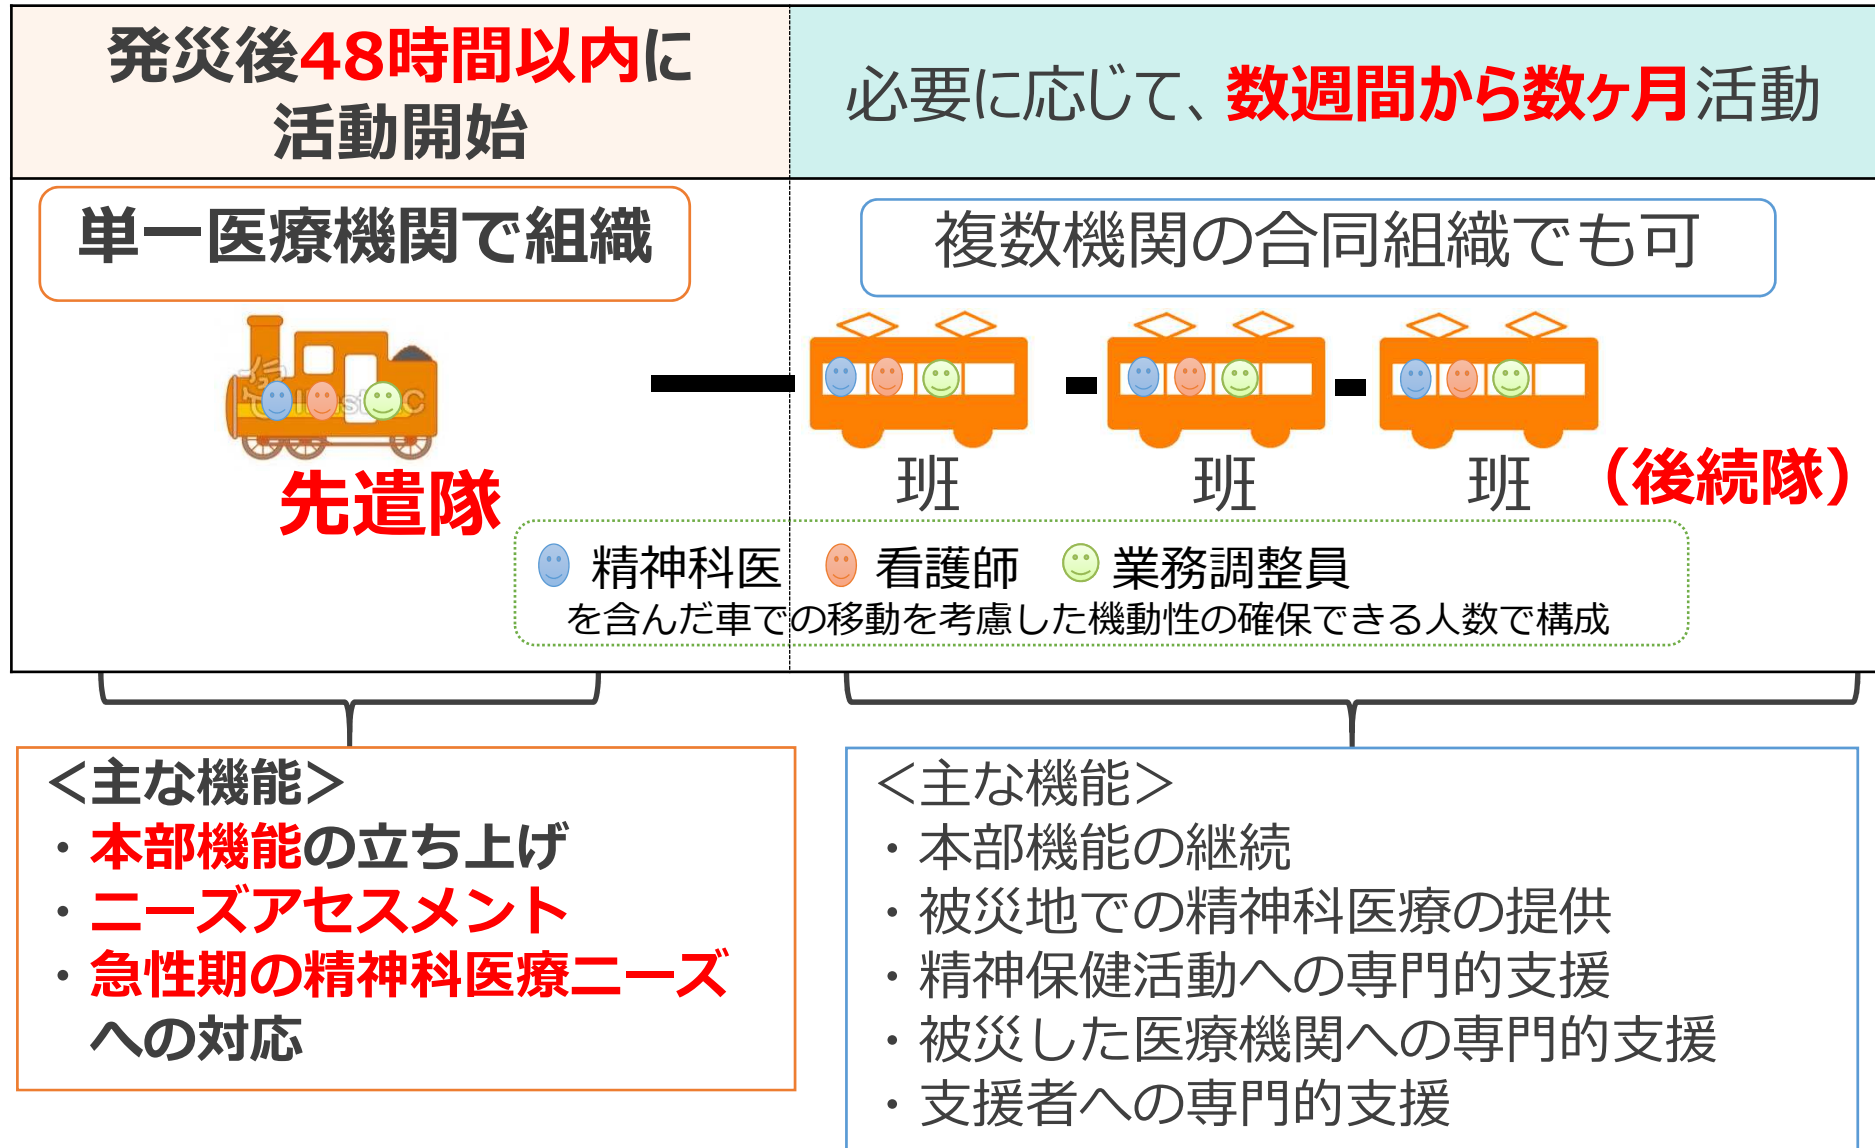 発災後48時間以内に
活動開始
必要に応じて、数週間から数ヶ月活動
単一医療機関で組織
複数機関の合同組織でも可
先遣隊
班
班
班
（後続隊）
精神科医 看護師 業務調整員
を含んだ車での移動を考慮した機動性の確保できる人数で構成
＜主な機能＞
・本部機能の立ち上げ
・ニーズアセスメント
・急性期の精神科医療ニーズ
への対応
＜主な機能＞
・本部機能の継続
・被災地での精神科医療の提供
・精神保健活動への専門的支援
・被災した医療機関への専門的支援
・支援者への専門的支援